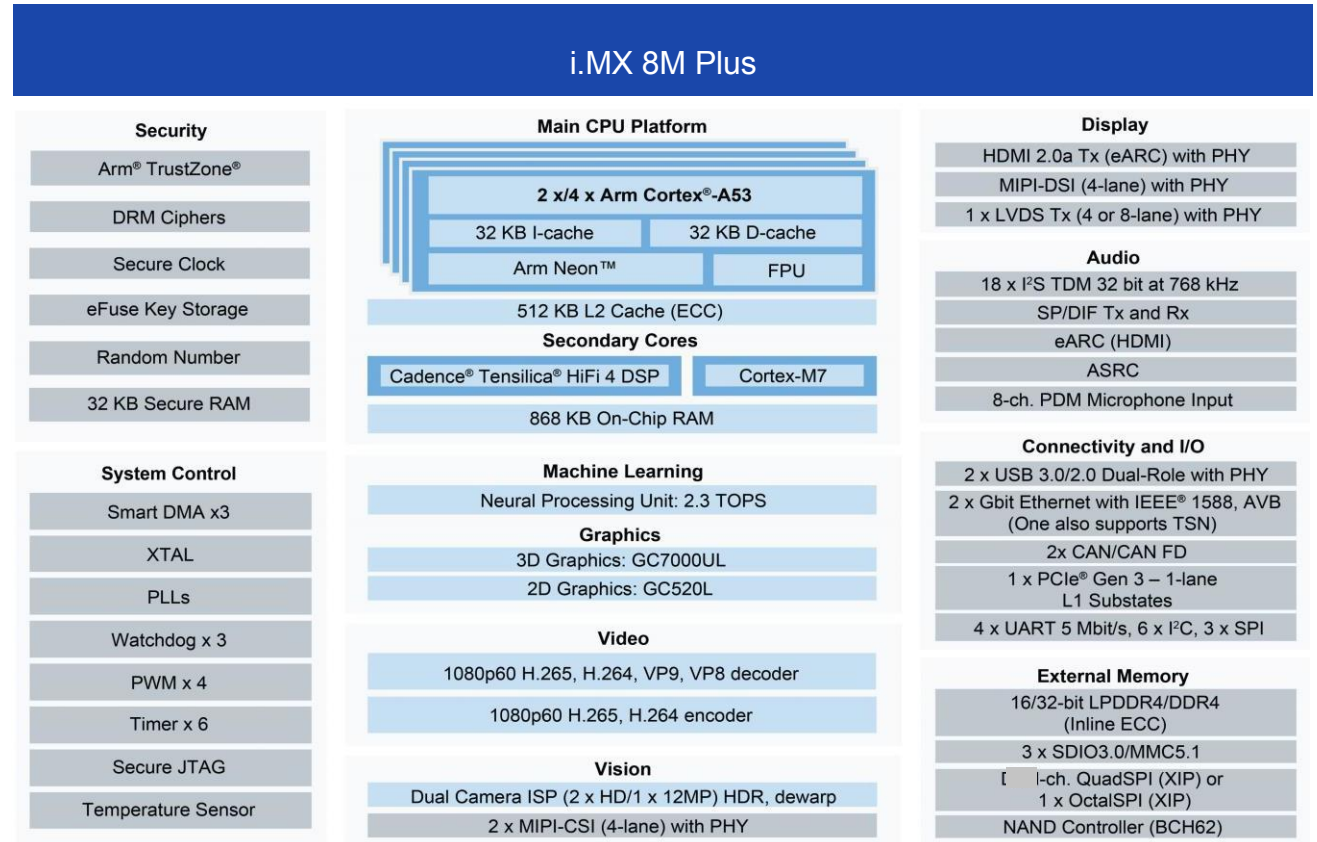 i.MX 8M Plus
Security
Arm® TrustZone®
DRM Ciphers
Secure Clock
eFuse Key Storage
Random Number
32 KB Secure RAM
System Control
Smart DMA x3
XTAL
PLLs
Watchdog x 3
PWM x 4
Timer x 6
Secure JTAG
Temperature Sensor
Main CPU Platform
2 x/4 x Arm Cortex®-A53
32 KB I-cache
32 KB D-cache
Arm Neon™
FPU
512 KB L2 Cache (ECC)
Secondary Cores
Cadence® Tensilica® HiFi 4 DSP
Cortex-M7
868 KB On-Chip RAM
Machine Learning
Neural Processing Unit: 2.3 TOPS
Graphics
3D Graphics: GC7000UL
2D Graphics: GC520L
Video
1080p60 H.265, H.264, VP9, VP8 decoder
1080p60 H.265, H.264 encoder
Vision
Dual Camera ISP (2 x HD/1 x 12MP) HDR, dewarp
2 x MIPI-CSI (4-lane) with PHY
Display
HDMI 2.0a Tx (eARC) with PHY
MIPI-DSI (4-lane) with PHY
1 x LVDS Tx (4 or 8-lane) with PHY
Audio
18 x I²S TDM 32 bit at 768 kHz
SP/DIF Tx and Rx
eARC (HDMI)
ASRC
8-ch. PDM Microphone Input
Connectivity and I/O
2 x USB 3.0/2.0 Dual-Role with PHY
2 x Gbit Ethernet with IEEE® 1588, AVB
(One also supports TSN)
2x CAN/CAN FD
1 x PCIe® Gen 3 – 1-lane
L1 Substates
4 x UART 5 Mbit/s, 6 x I²C, 3 x SPI
External Memory
16/32-bit LPDDR4/DDR4
(Inline ECC)
3 x SDIO3.0/MMC5.1
-ch. QuadSPI (XIP) or
1 x OctalSPI (XIP)
NAND Controller (BCH62)